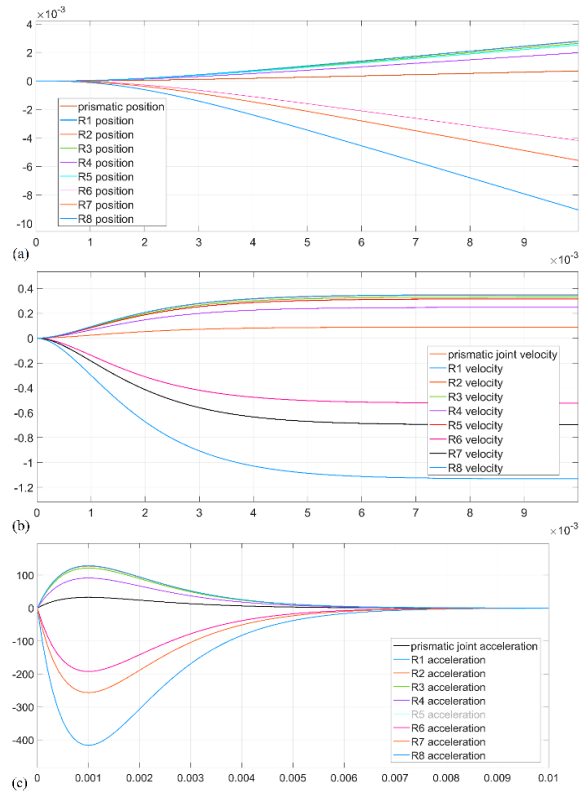 ×10⁻³
4
2
0
-2
-4
-6
-8
-10
prismatic position
R1 position
R2 position
R3 position
R4 position
R5 position
R6 position
R7 position
R8 position
(a)
0 1 2 3 4 5 6 7 8 9
×10⁻³
0.4
0.2
0
-0.2
-0.4
-0.6
-0.8
-1
-1.2
prismatic joint velocity
R1 velocity
R2 velocity
R3 velocity
R4 velocity
R5 velocity
R6 velocity
R7 velocity
R8 velocity
(b)
0 1 2 3 4 5 6 7 8 9
×10⁻³
100
0
-100
-200
-300
-400
prismatic joint acceleration
R1 acceleration
R2 acceleration
R3 acceleration
R4 acceleration
R5 acceleration
R6 acceleration
R7 acceleration
R8 acceleration
(c)
0 0.001 0.002 0.003 0.004 0.005 0.006 0.007 0.008 0.009 0.01